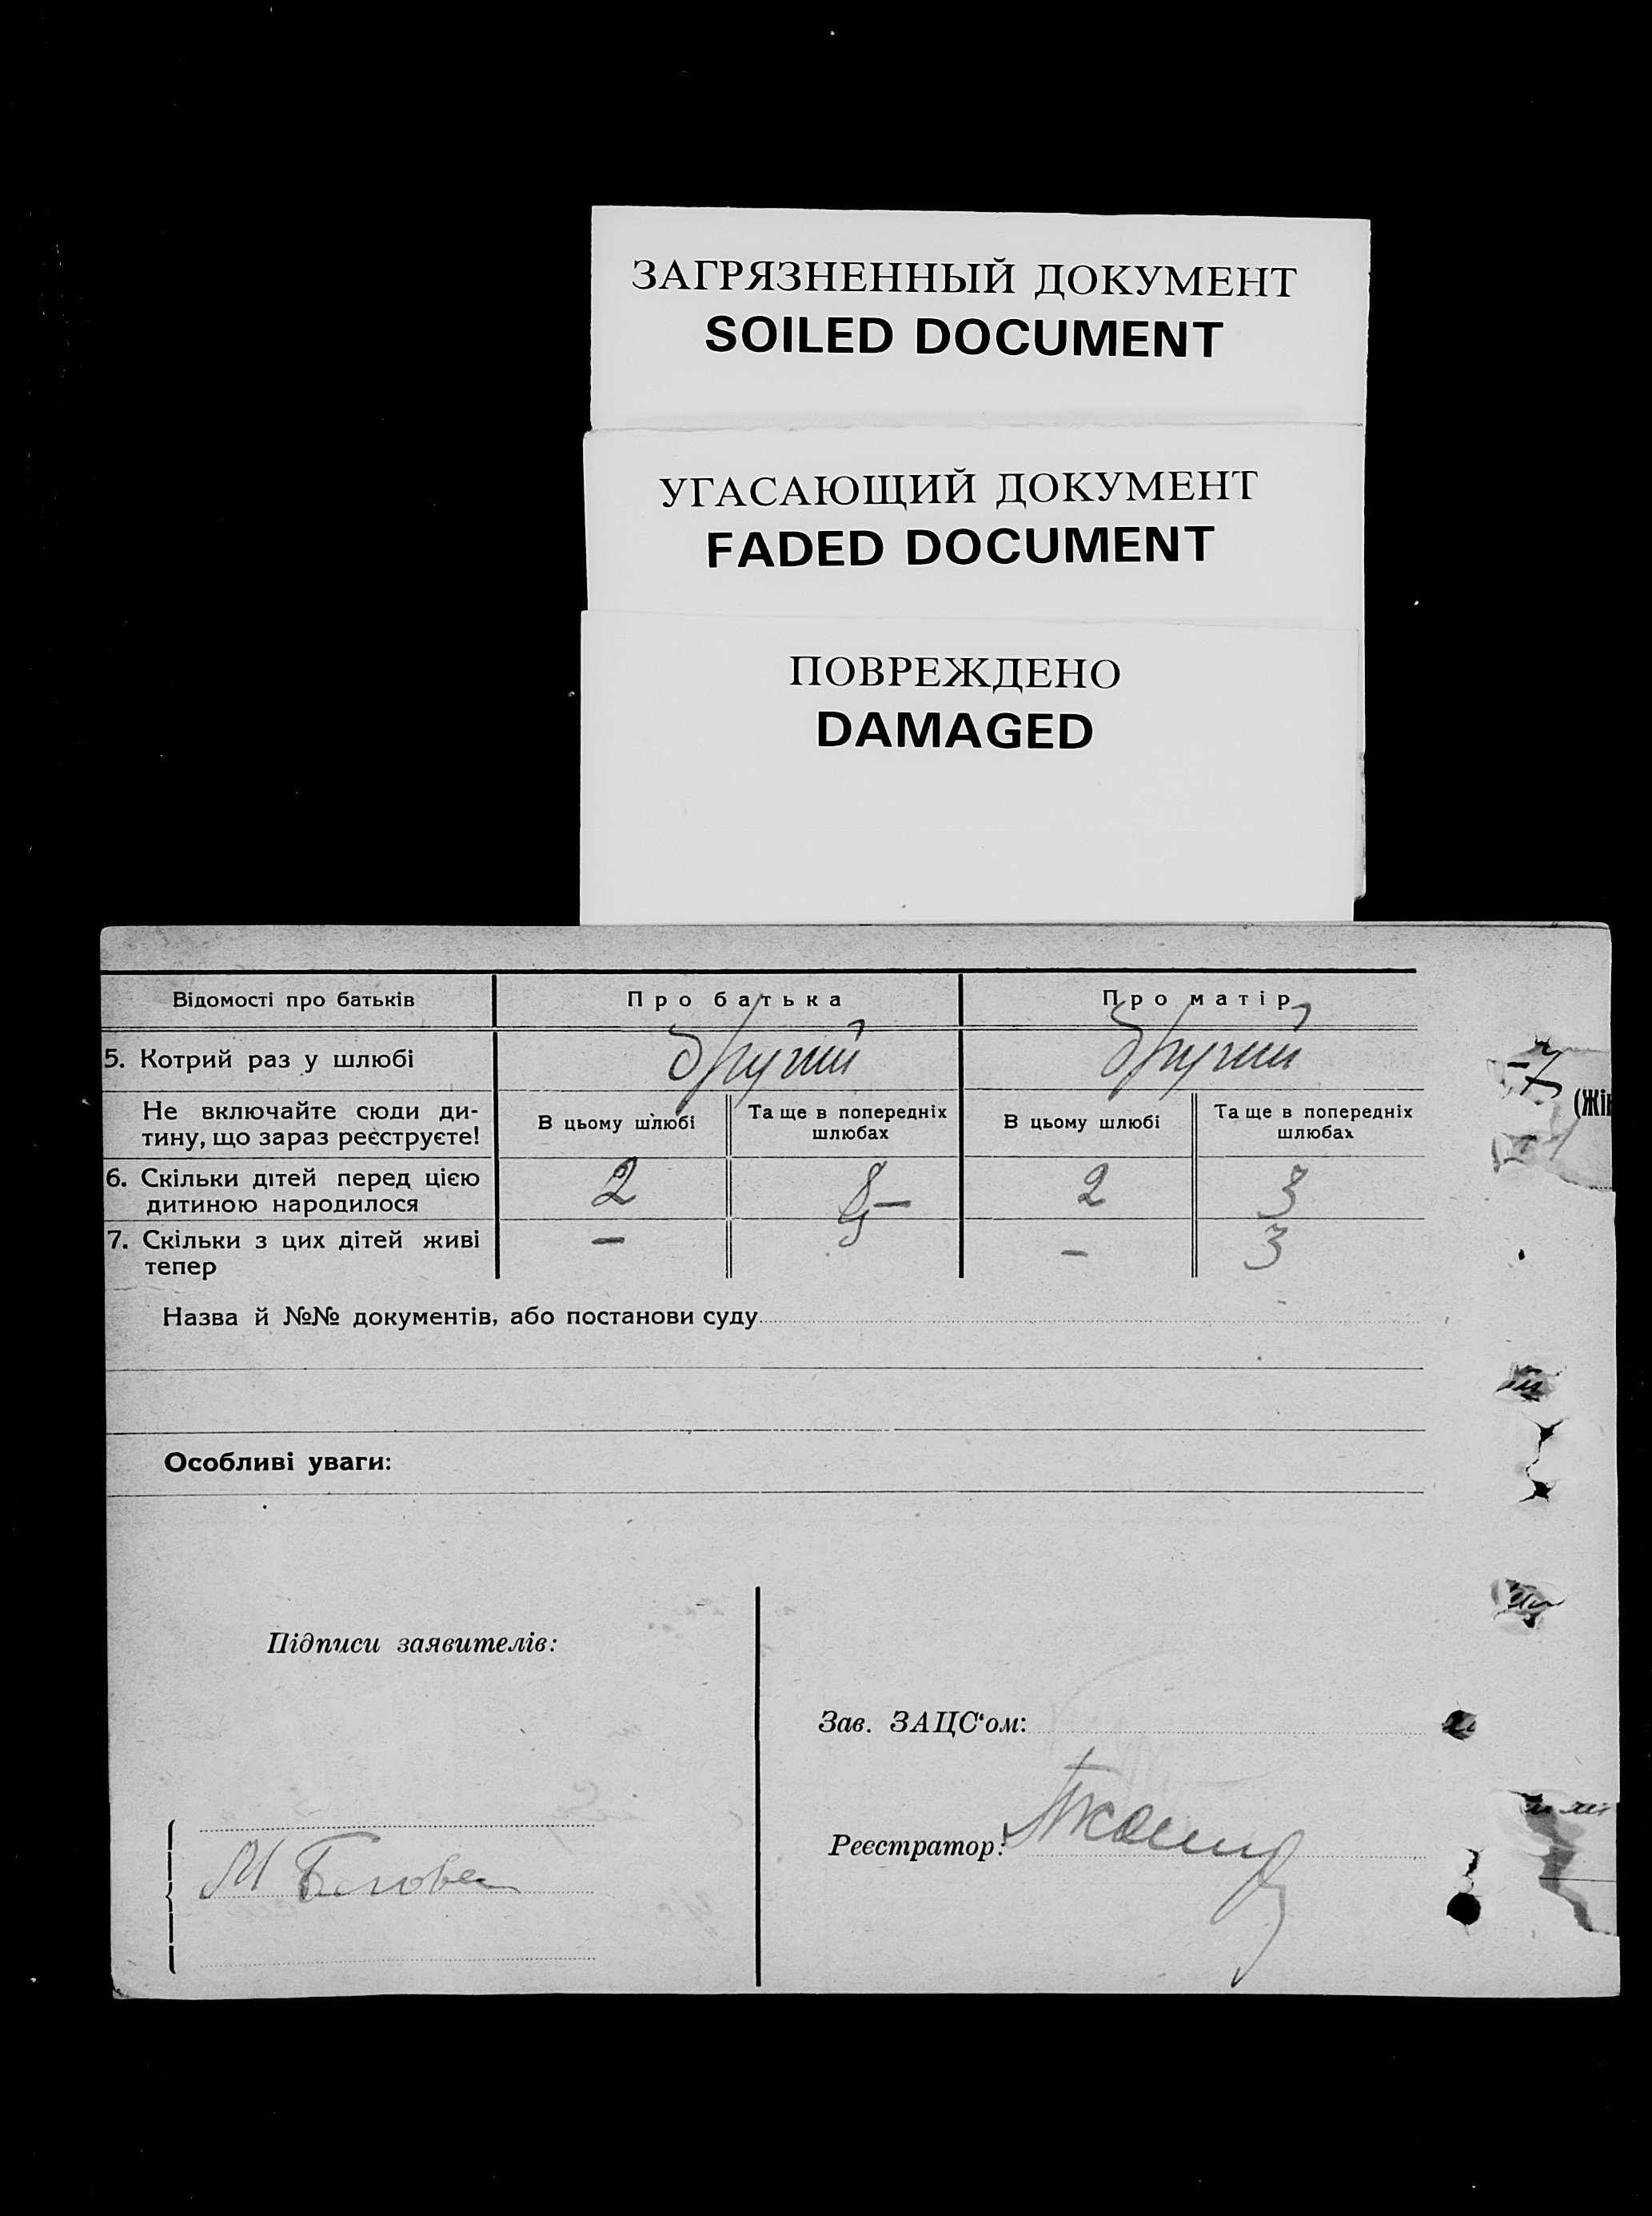 ЗАГРЯЗНЕННЫЙ ДОКУМЕНТ
SOILED DOCUMENT
УГАСАЮЩИЙ ДОКУМЕНТ
FADED DOCUMENT
ПОВРЕЖДЕНО
DAMAGED
Відомості про батьків Про батька Про матір
5. Котрий раз у шлюбі другий другий
Не включайте сюди ди-
тину, що зараз реєструєте!
В цьому шлюбі
Та ще в попередніх
шлюбах
В цьому шлюбі
Та ще в попередніх
шлюбах
6. Скільки дітей перед цією
дитиною народилося
2 2 3
7. Скільки з цих дітей живі
тепер
– – 3
Назва й №№ документів, або постанови суду
Особливі уваги:
Підписи заявителів:
Зав. ЗАЦС‘ом:
Реєстратор:
М Белова